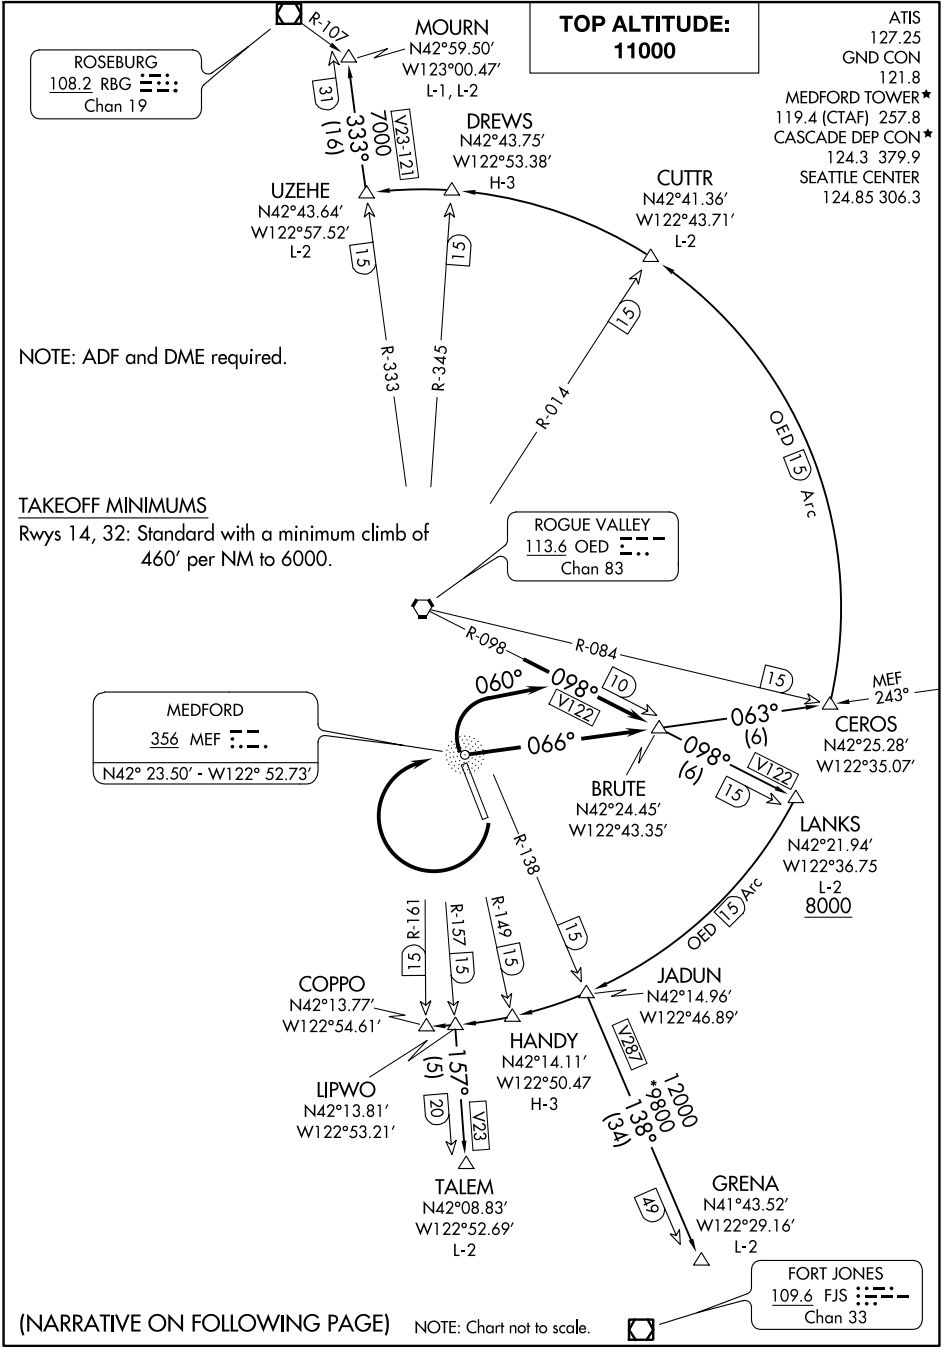 TOP ALTITUDE:
11000
ATIS
127.25
GND CON
121.8
MEDFORD TOWER★
119.4 (CTAF) 257.8
CASCADE DEP CON★
124.3 379.9
SEATTLE CENTER
124.85 306.3
R-107
ROSEBURG
108.2 RBG
Chan 19
MOURN
N42°59.50′
W123°00.47′
L-1, L-2
31
V23-121
7000
333°
(16)
DREWS
N42°43.75′
W122°53.38′
H-3
UZEHE
N42°43.64′
W122°57.52′
L-2
CUTTR
N42°41.36′
W122°43.71′
L-2
15
15
15
R-333
R-345
R-014
NOTE: ADF and DME required.
OED 15 Arc
TAKEOFF MINIMUMS
Rwys 14, 32: Standard with a minimum climb of
460′ per NM to 6000.
ROGUE VALLEY
113.6 OED
Chan 83
R-098
R-084
060°
098°
V122
10
15
MEF
243°
MEDFORD
356 MEF
N42° 23.50′ - W122° 52.73′
066°
063°
(6)
CEROS
N42°25.28′
W122°35.07′
098°
(6)
V122
15
BRUTE
N42°24.45′
W122°43.35′
LANKS
N42°21.94′
W122°36.75
L-2
8000
R-138
15
OED 15 Arc
R-161
15
R-157
15
R-149
15
COPPO
N42°13.77′
W122°54.61′
JADUN
N42°14.96′
W122°46.89′
HANDY
N42°14.11′
W122°50.47
H-3
LIPWO
N42°13.81′
W122°53.21′
157°
(5)
20
V23
V287
12000
*9800
138°
(34)
49
TALEM
N42°08.83′
W122°52.69′
L-2
GRENA
N41°43.52′
W122°29.16′
L-2
FORT JONES
109.6 FJS
Chan 33
(NARRATIVE ON FOLLOWING PAGE)
NOTE: Chart not to scale.